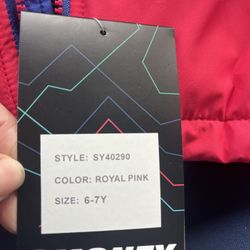 STYLE: SY40290
COLOR: ROYAL PINK
SIZE: 6-7Y